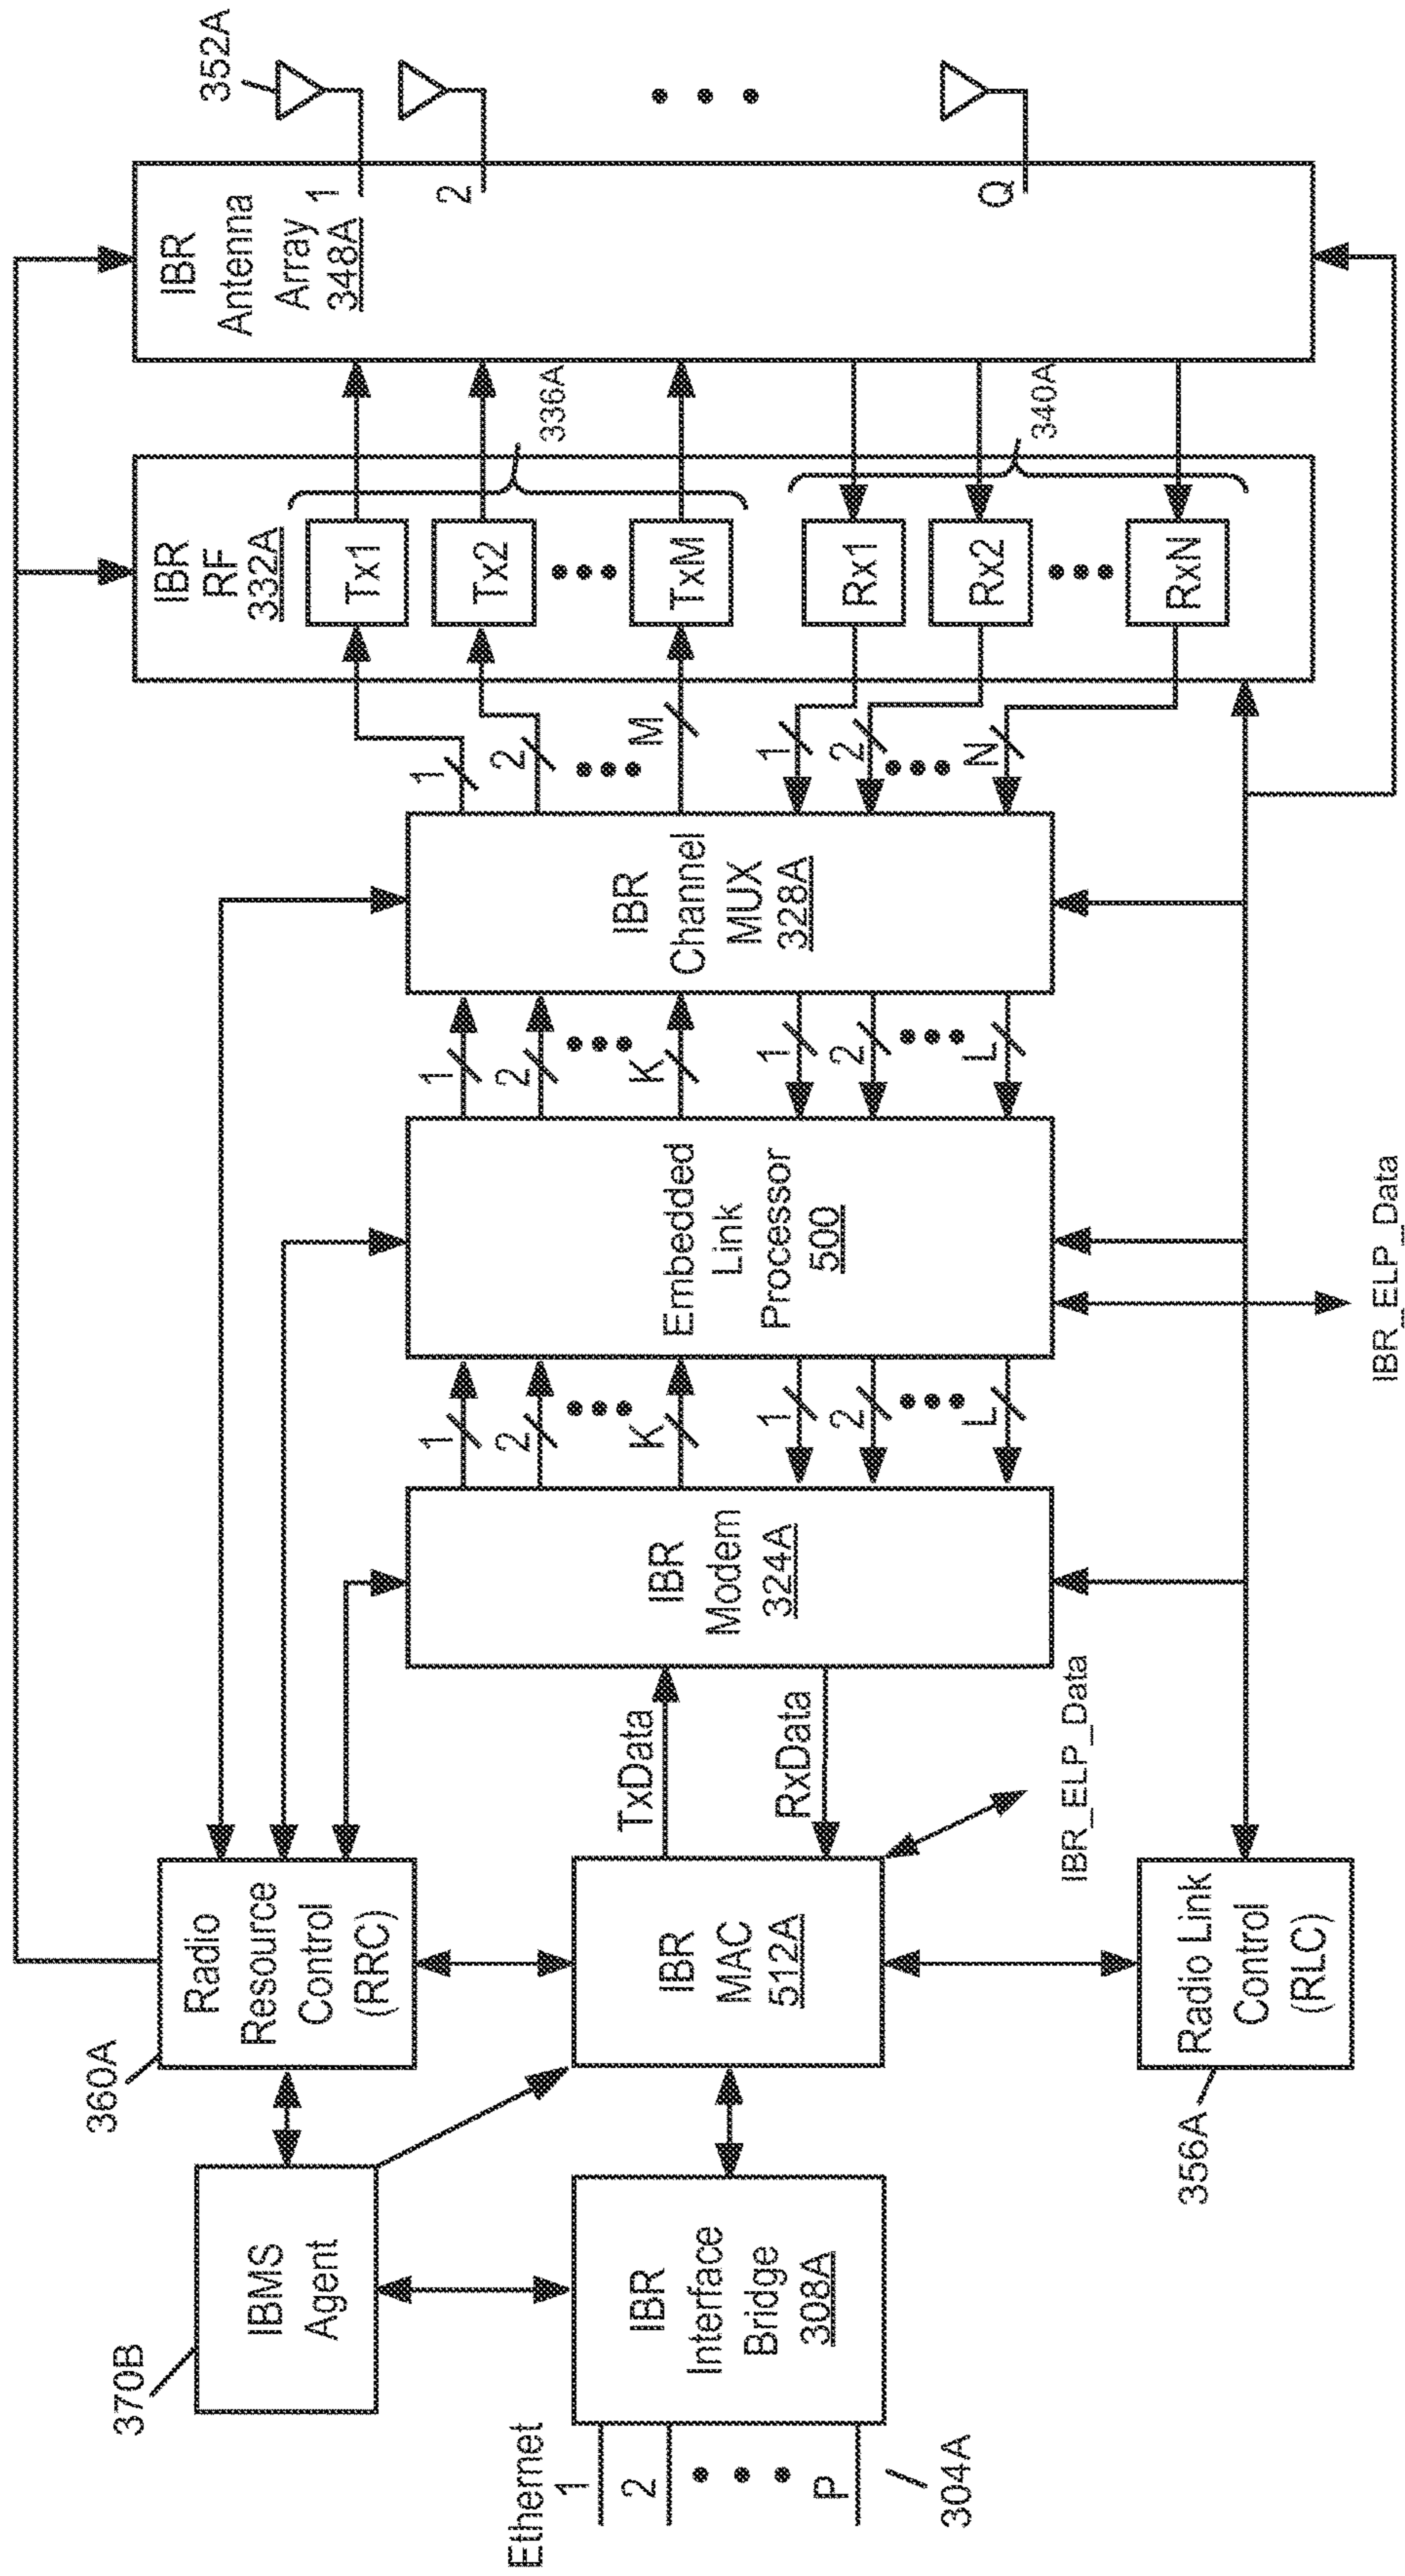 Ethernet
1
2
P
304A
370B
IBMS
Agent
IBR
Interface
Bridge
308A
360A
Radio
Resource
Control
(RRC)
IBR
MAC
512A
Radio Link
Control
(RLC)
356A
TxData
RxData
IBR_ELP_Data
IBR
Modem
324A
1
2
K
1
2
L
Embedded
Link
Processor
500
IBR_ELP_Data
1
2
K
1
2
L
IBR
Channel
MUX
328A
1
2
M
1
2
N
IBR
RF
332A
Tx1
Tx2
TxM
Rx1
Rx2
RxN
336A
340A
IBR
Antenna
Array
348A
1
2
Q
352A